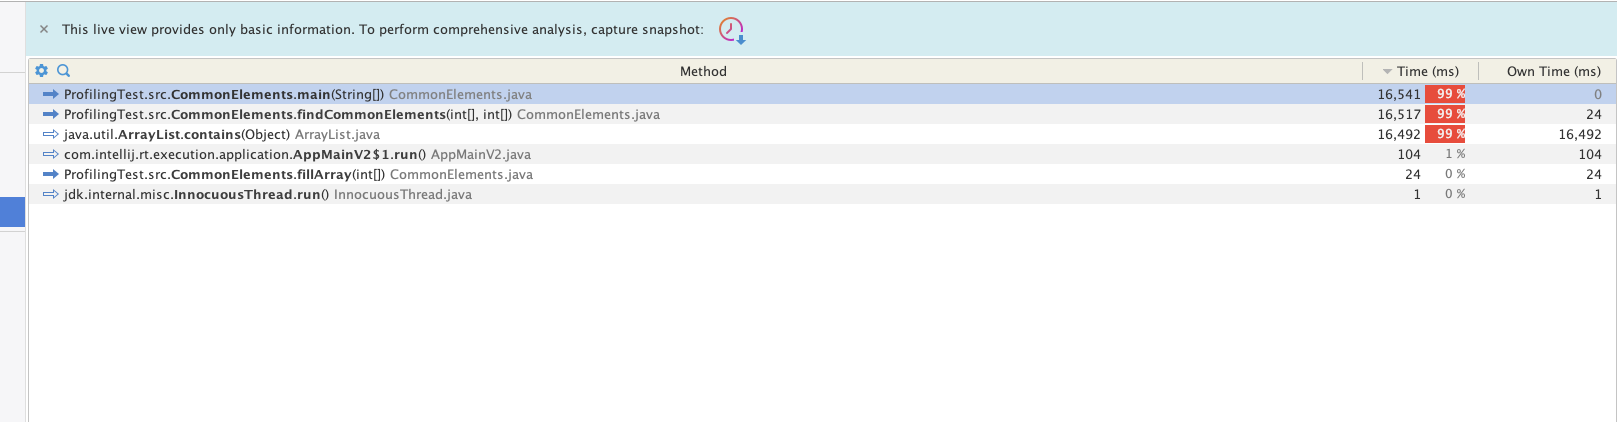 × This live view provides only basic information. To perform comprehensive analysis, capture snapshot:
Method Time (ms) Own Time (ms)
ProfilingTest.src.CommonElements.main(String[]) CommonElements.java 16,541 99 % 0
ProfilingTest.src.CommonElements.findCommonElements(int[], int[]) CommonElements.java 16,517 99 % 24
java.util.ArrayList.contains(Object) ArrayList.java 16,492 99 % 16,492
com.intellij.rt.execution.application.AppMainV2$1.run() AppMainV2.java 104 1 % 104
ProfilingTest.src.CommonElements.fillArray(int[]) CommonElements.java 24 0 % 24
jdk.internal.misc.InnocuousThread.run() InnocuousThread.java 1 0 % 1